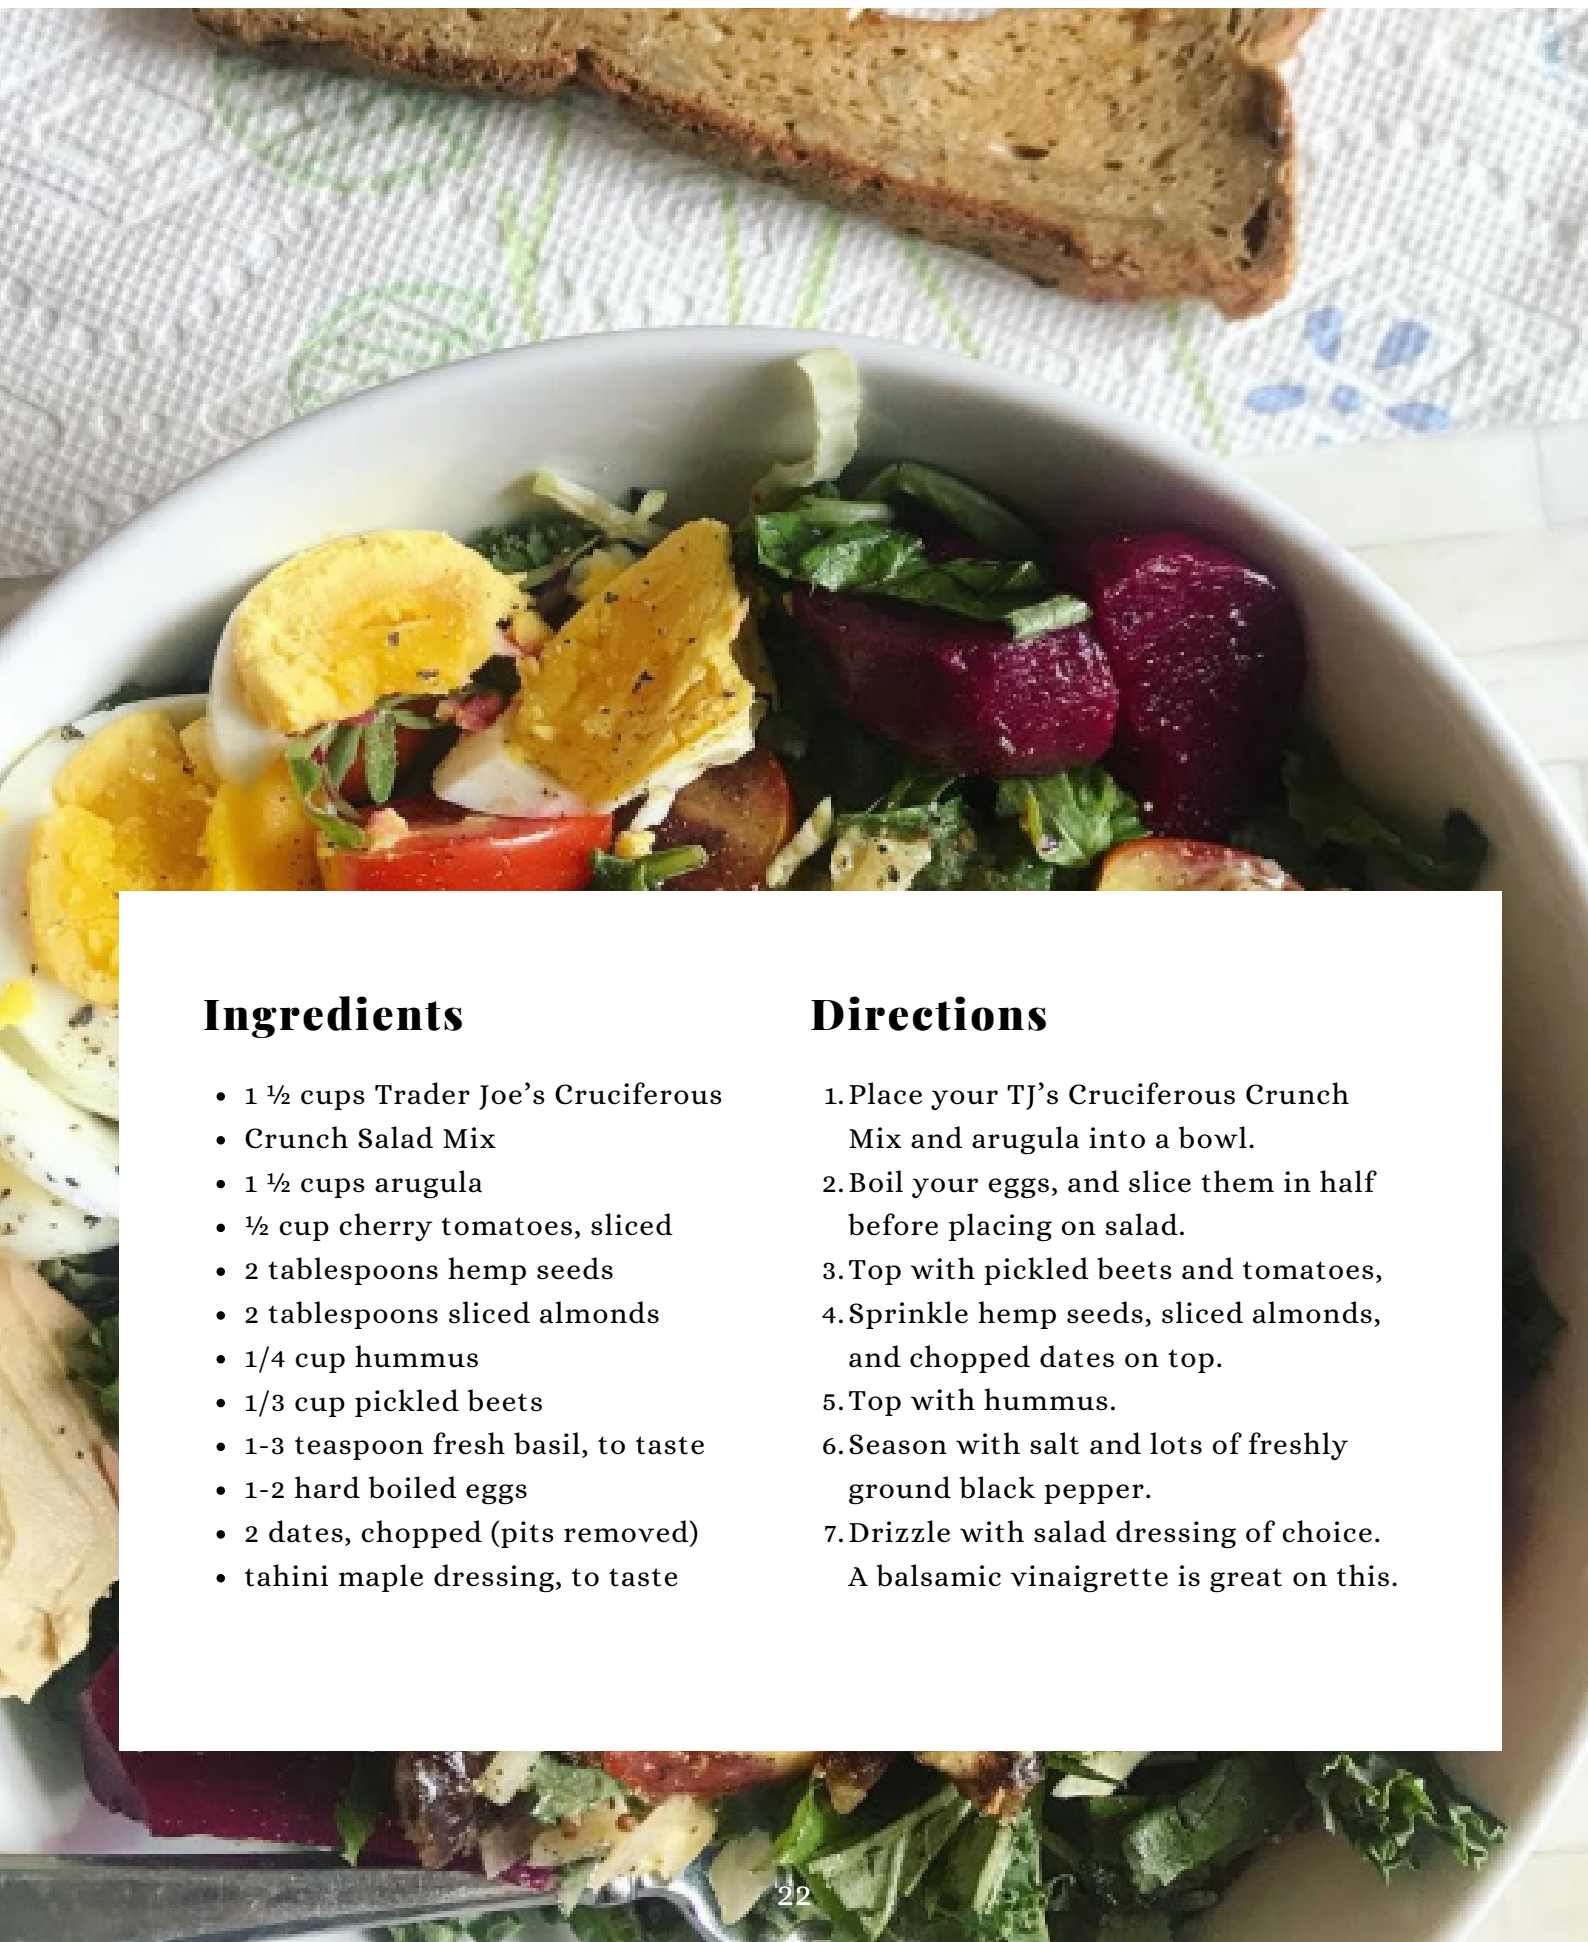 Ingredients
• 1 ½ cups Trader Joe’s Cruciferous
• Crunch Salad Mix
• 1 ½ cups arugula
• ½ cup cherry tomatoes, sliced
• 2 tablespoons hemp seeds
• 2 tablespoons sliced almonds
• 1/4 cup hummus
• 1/3 cup pickled beets
• 1-3 teaspoon fresh basil, to taste
• 1-2 hard boiled eggs
• 2 dates, chopped (pits removed)
• tahini maple dressing, to taste
Directions
1. Place your TJ’s Cruciferous Crunch
Mix and arugula into a bowl.
2. Boil your eggs, and slice them in half
before placing on salad.
3. Top with pickled beets and tomatoes,
4. Sprinkle hemp seeds, sliced almonds,
and chopped dates on top.
5. Top with hummus.
6. Season with salt and lots of freshly
ground black pepper.
7. Drizzle with salad dressing of choice.
A balsamic vinaigrette is great on this.
22